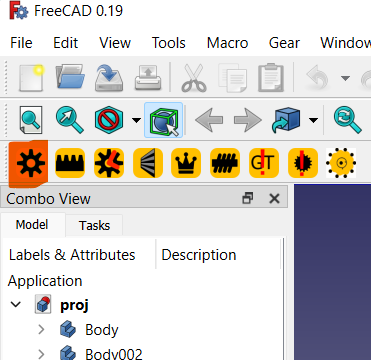 FreeCAD 0.19
File Edit View Tools Macro Gear Window
GT
Combo View
Model Tasks
Labels & Attributes Description
Application
proj
Body
Body002